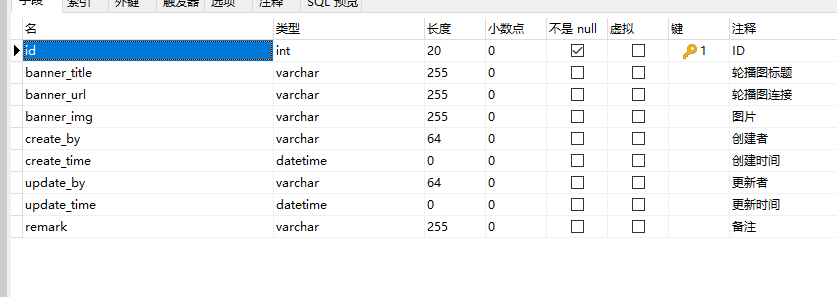 字段 索引 外键 触发器 选项 注释 SQL 预览
名 类型 长度 小数点 不是 null 虚拟 键 注释
id int 20 0 1 ID
banner_title varchar 255 0 轮播图标题
banner_url varchar 255 0 轮播图连接
banner_img varchar 255 0 图片
create_by varchar 64 0 创建者
create_time datetime 0 0 创建时间
update_by varchar 64 0 更新者
update_time datetime 0 0 更新时间
remark varchar 255 0 备注